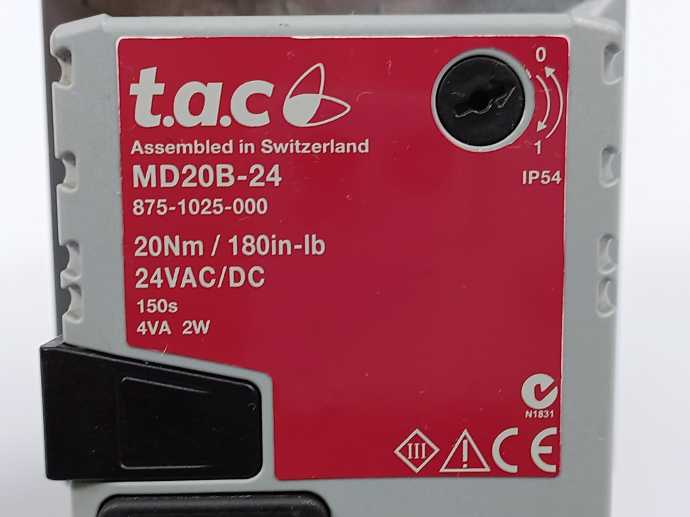 t.a.c
Assembled in Switzerland
MD20B-24
875-1025-000
20Nm / 180in-lb
24VAC/DC
150s
4VA 2W
0
1
IP54
N1831
III
CE